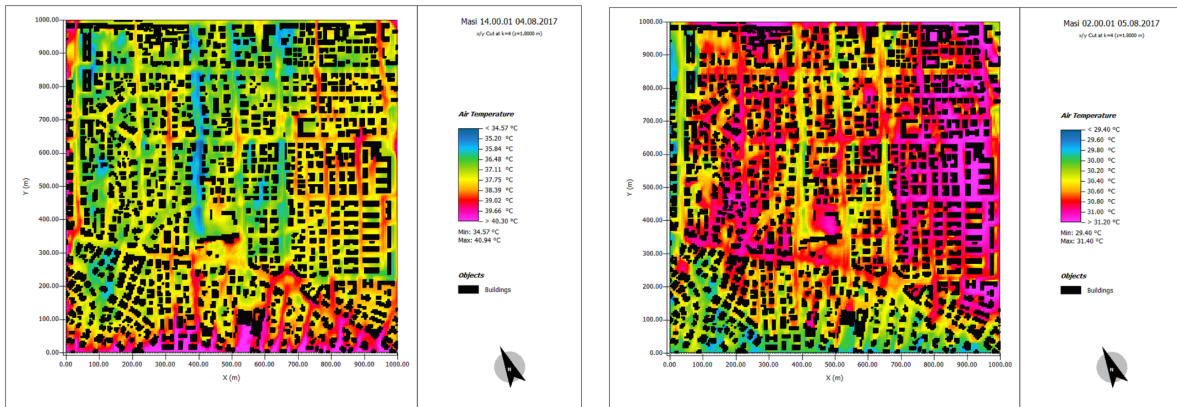 Masi 14.00.01 04.08.2017
x/y Cut at k=4 (z=1.8000 m)
1000.00
900.00
800.00
700.00
600.00
500.00
400.00
300.00
200.00
100.00
0.00
Y (m)
0.00 100.00 200.00 300.00 400.00 500.00 600.00 700.00 800.00 900.00 1000.00
X (m)
Air Temperature
< 34.57 °C
35.20 °C
35.84 °C
36.48 °C
37.11 °C
37.75 °C
38.39 °C
39.02 °C
39.66 °C
> 40.30 °C
Min: 34.57 °C
Max: 40.94 °C
Objects
Buildings
N
Masi 02.00.01 05.08.2017
x/y Cut at k=4 (z=1.8000 m)
1000.00
900.00
800.00
700.00
600.00
500.00
400.00
300.00
200.00
100.00
0.00
Y (m)
0.00 100.00 200.00 300.00 400.00 500.00 600.00 700.00 800.00 900.00 1000.00
X (m)
Air Temperature
< 29.40 °C
29.60 °C
29.80 °C
30.00 °C
30.20 °C
30.40 °C
30.60 °C
30.80 °C
31.00 °C
> 31.20 °C
Min: 29.40 °C
Max: 31.40 °C
Objects
Buildings
N